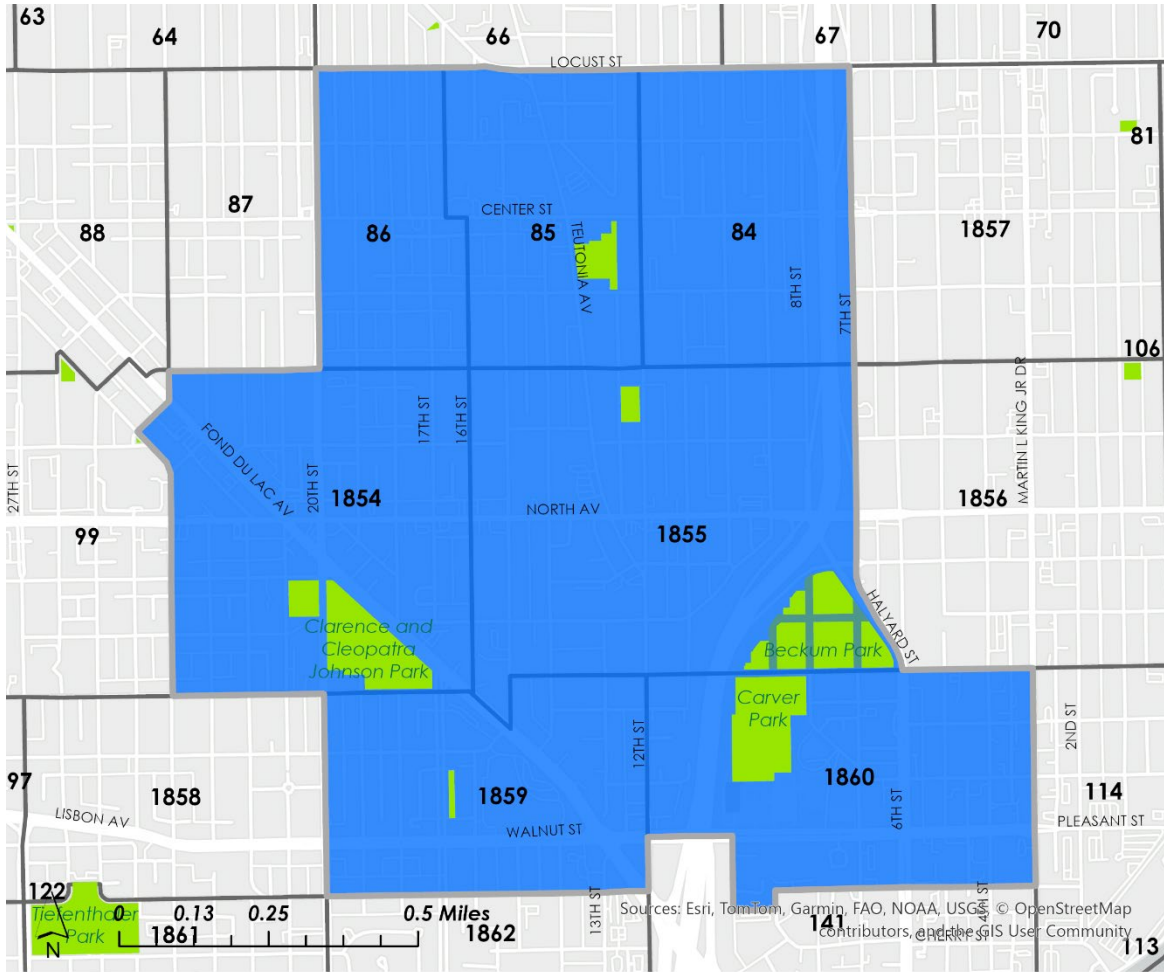 63
64
66
67
70
LOCUST ST
81
87
88
86
CENTER ST
85
84
1857
TEUTONIA AV
8TH ST
7TH ST
106
MARTIN L KING JR DR
17TH ST
16TH ST
FOND DU LAC AV
27TH ST
20TH ST
1854
1856
NORTH AV
99
1855
HALYARD ST
Clarence and
Cleopatra
Johnson Park
Beckum Park
Carver
Park
2ND ST
12TH ST
97
1858
1859
1860
6TH ST
114
LISBON AV
WALNUT ST
PLEASANT ST
122
Tiefenthaler
Park
0 0.13 0.25 0.5 Miles
N
1861
1862
13TH ST
4TH ST
141
CHERRY ST
113
Sources: Esri, TomTom, Garmin, FAO, NOAA, USGS, © OpenStreetMap
contributors, and the GIS User Community